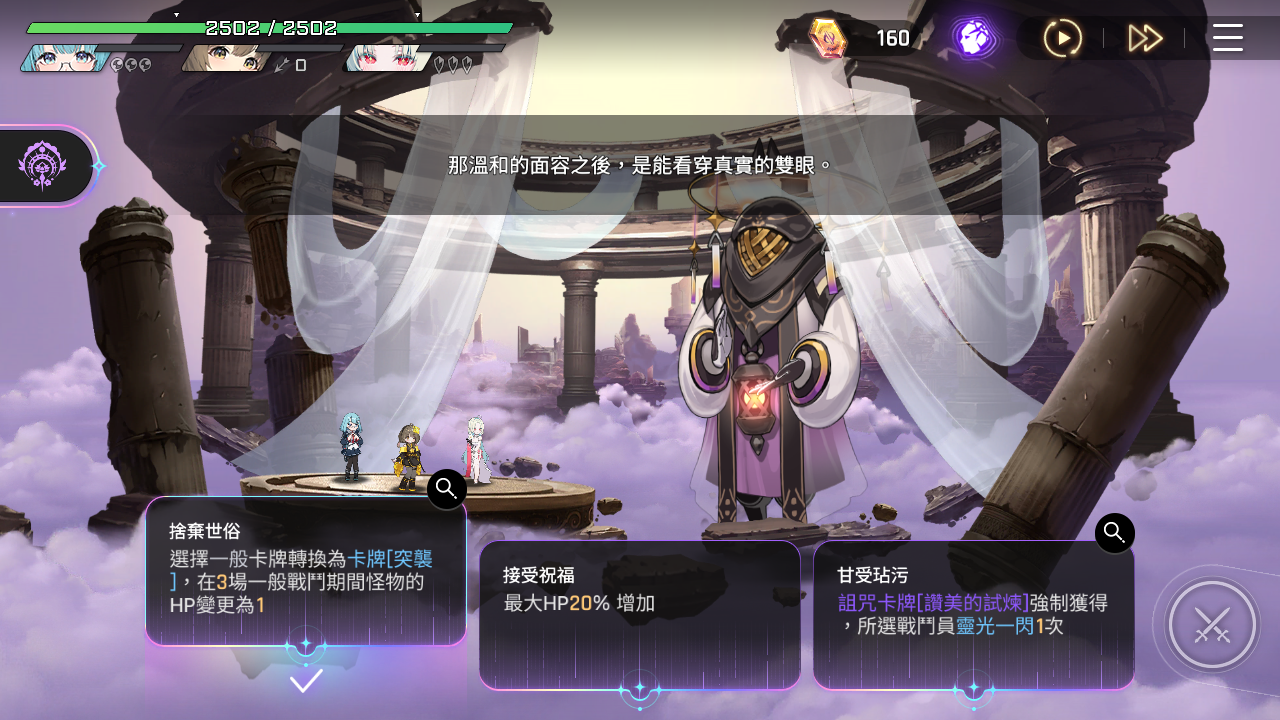 2502 / 2502
160
0
那溫和的面容之後，是能看穿真實的雙眼。
捨棄世俗
選擇一般卡牌轉換為卡牌[突襲
]，在3場一般戰鬥期間怪物的
HP變更為1
接受祝福
最大HP20% 增加
甘受玷污
詛咒卡牌[讚美的試煉]強制獲得
，所選戰鬥員靈光一閃1次